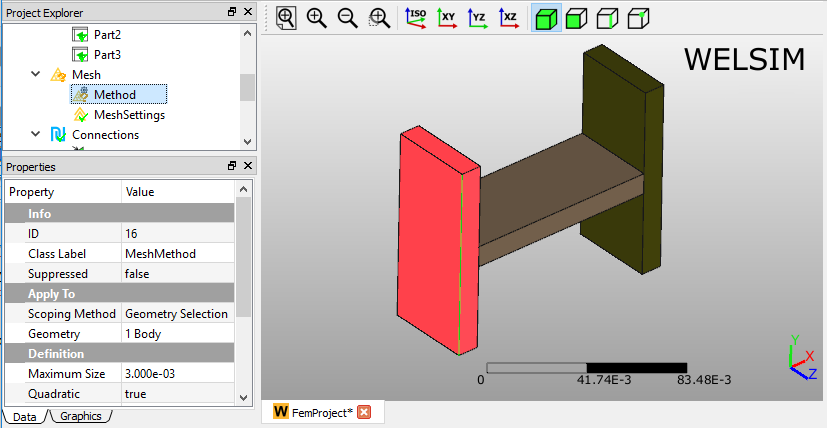 Project Explorer
Part2
Part3
Mesh
Method
MeshSettings
Connections
Properties
Property Value
Info
ID 16
Class Label MeshMethod
Suppressed false
Apply To
Scoping Method Geometry Selection
Geometry 1 Body
Definition
Maximum Size 3.000e-03
Quadratic true
Data Graphics
ISO XY YZ XZ
WELSIM
0 41.74E-3 83.48E-3
Y
X
Z
W FemProject*